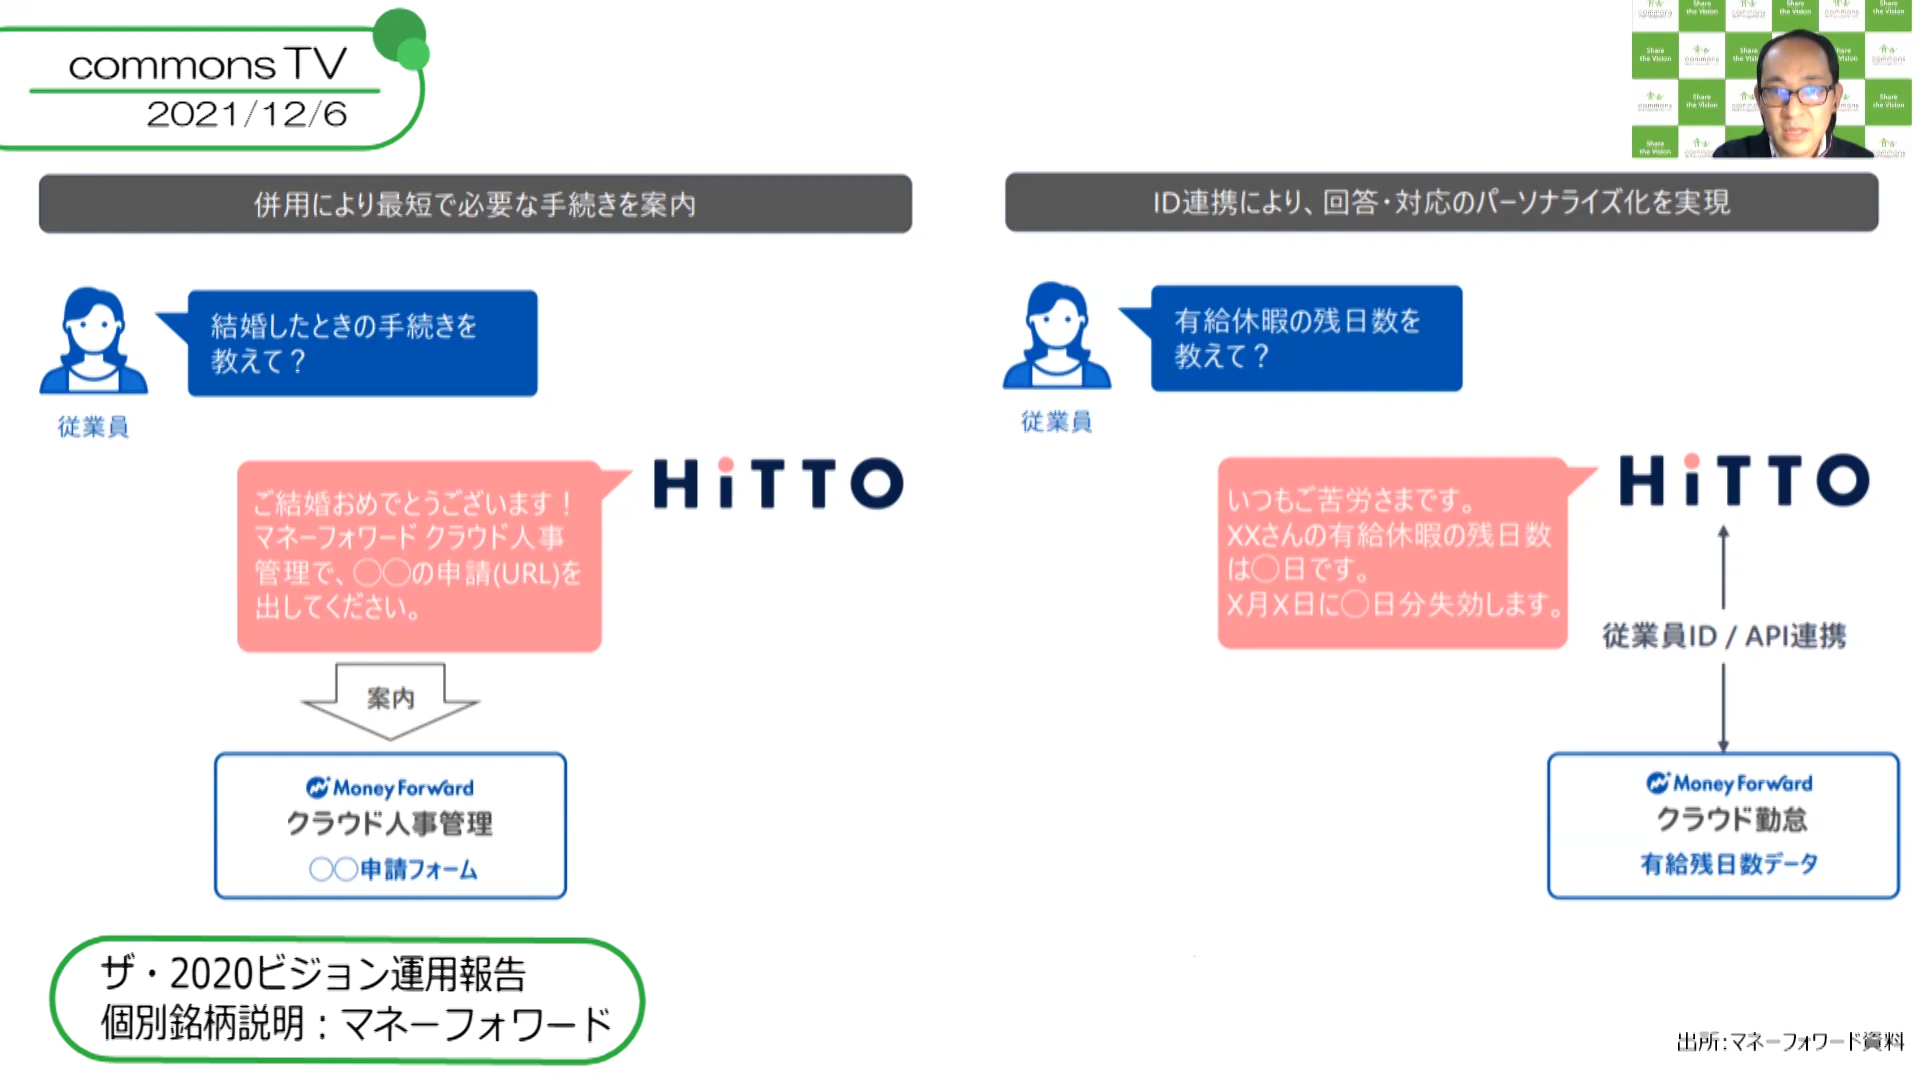 commons TV
2021/12/6
Share the Vision
commons
併用により最短で必要な手続きを案内
結婚したときの手続きを
教えて？
従業員
HiTTO
ご結婚おめでとうございます！
マネーフォワード クラウド人事
管理で、〇〇の申請(URL)を
出してください。
案内
Money Forward
クラウド人事管理
〇〇申請フォーム
ID連携により、回答・対応のパーソナライズ化を実現
有給休暇の残日数を
教えて？
従業員
HiTTO
いつもご苦労さまです。
XXさんの有給休暇の残日数
は〇日です。
X月X日に〇日分失効します。
従業員ID / API連携
Money Forward
クラウド勤怠
有給残日数データ
ザ・2020ビジョン運用報告
個別銘柄説明：マネーフォワード
出所：マネーフォワード資料